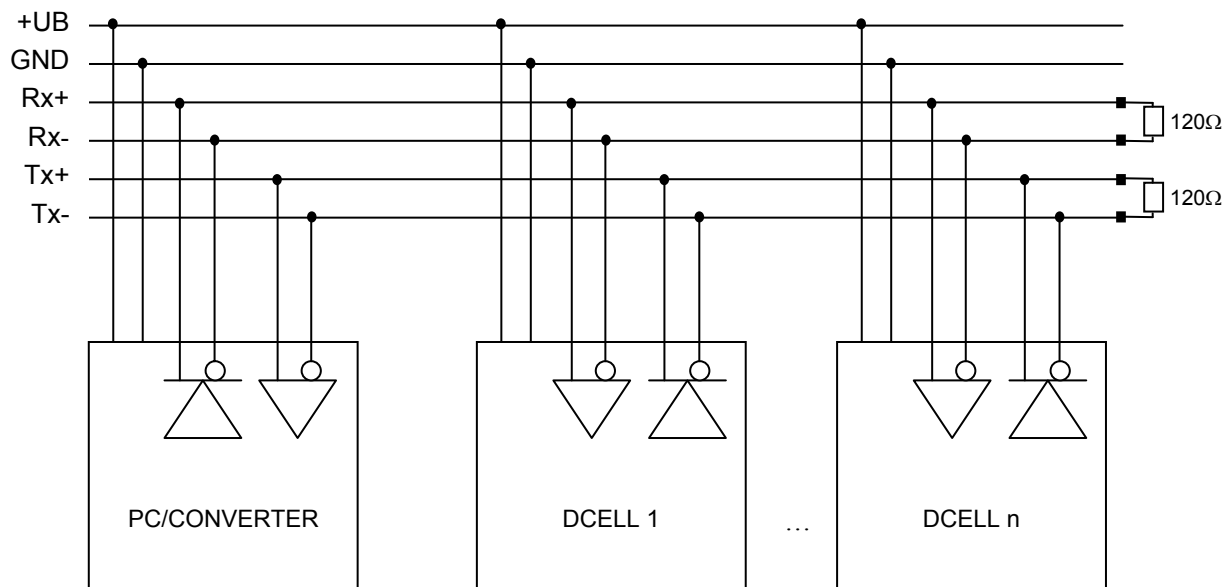 +UB
GND
Rx+
Rx-
120Ω
Tx+
Tx-
120Ω
PC/CONVERTER
DCELL 1
...
DCELL n